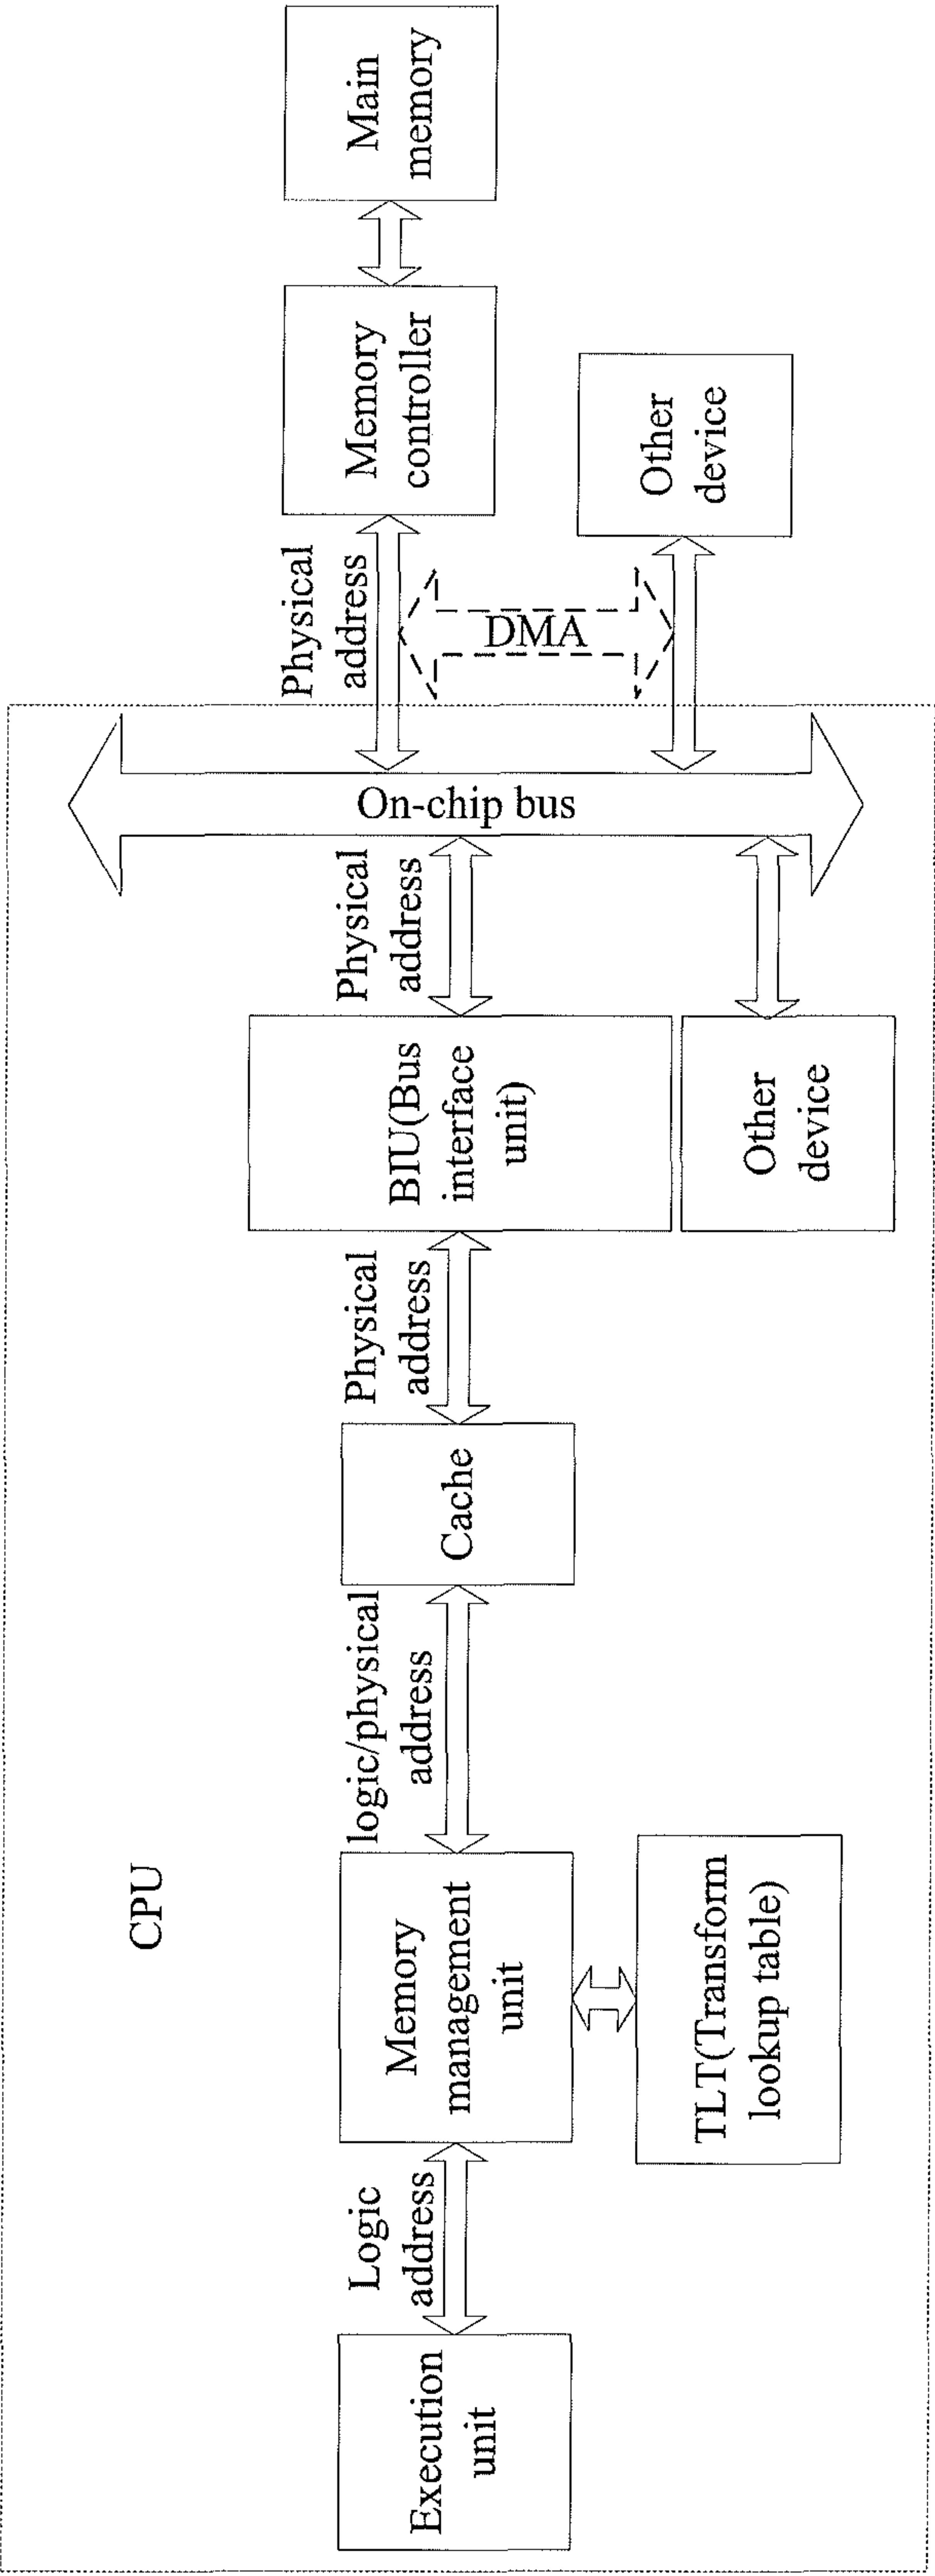 CPU
Execution
unit
Logic
address
Memory
management
unit
TLT(Transform
lookup table)
logic/physical
address
Cache
Physical
address
BIU(Bus
interface
unit)
Other
device
Physical
address
On-chip bus
Physical
address
DMA
Memory
controller
Other
device
Main
memory